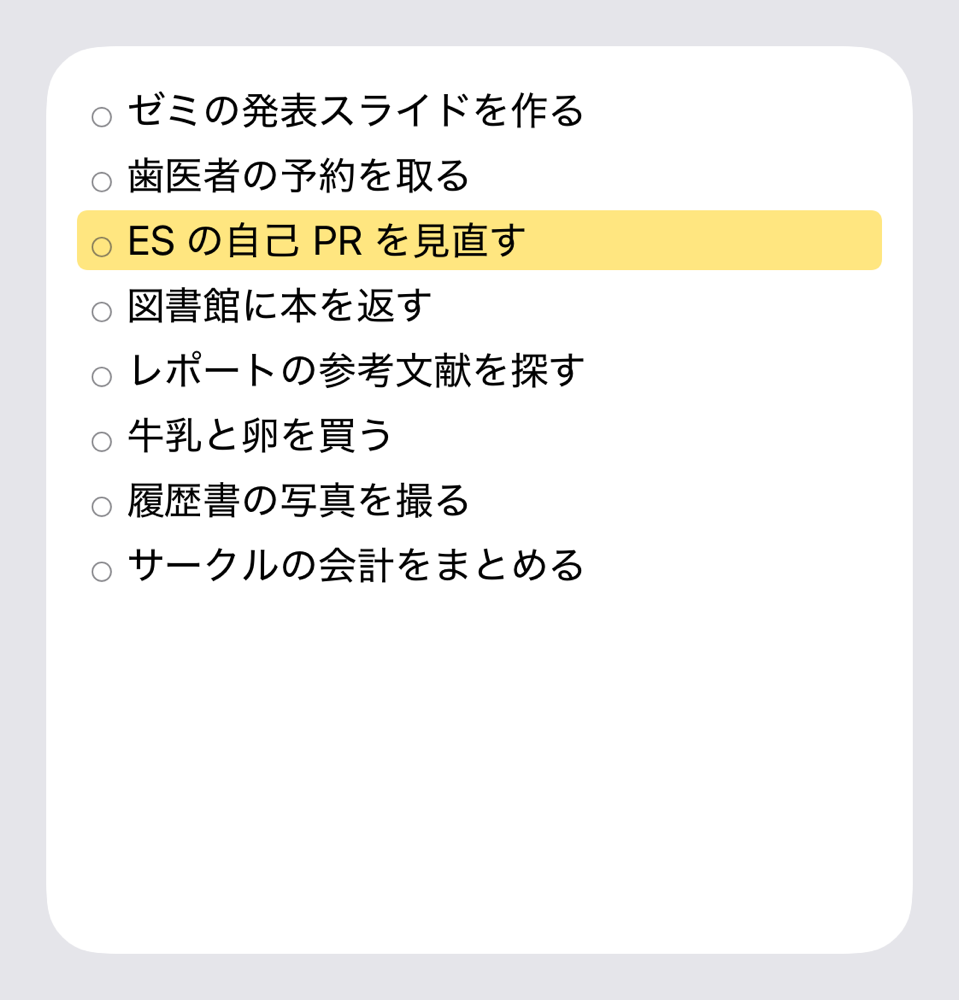 ゼミの発表スライドを作る
歯医者の予約を取る
ES の自己 PR を見直す
図書館に本を返す
レポートの参考文献を探す
牛乳と卵を買う
履歴書の写真を撮る
サークルの会計をまとめる